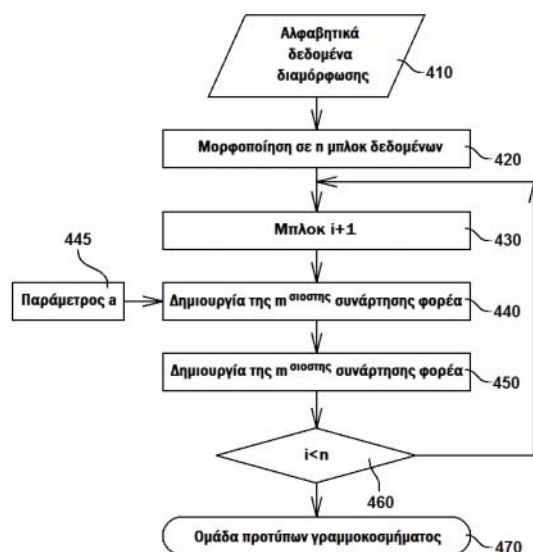 Αλφαβητικά
δεδομένα
διαμόρφωσης
410
Μορφοποίηση σε n μπλοκ δεδομένων
420
Μπλοκ i+1
430
445
Παράμετρος a
Δημιουργία της m σιοστης συνάρτησης φορέα
440
Δημιουργία της m σιοστης συνάρτησης φορέα
450
i<n
460
Ομάδα προτύπων γραμμοκοσμήματος
470